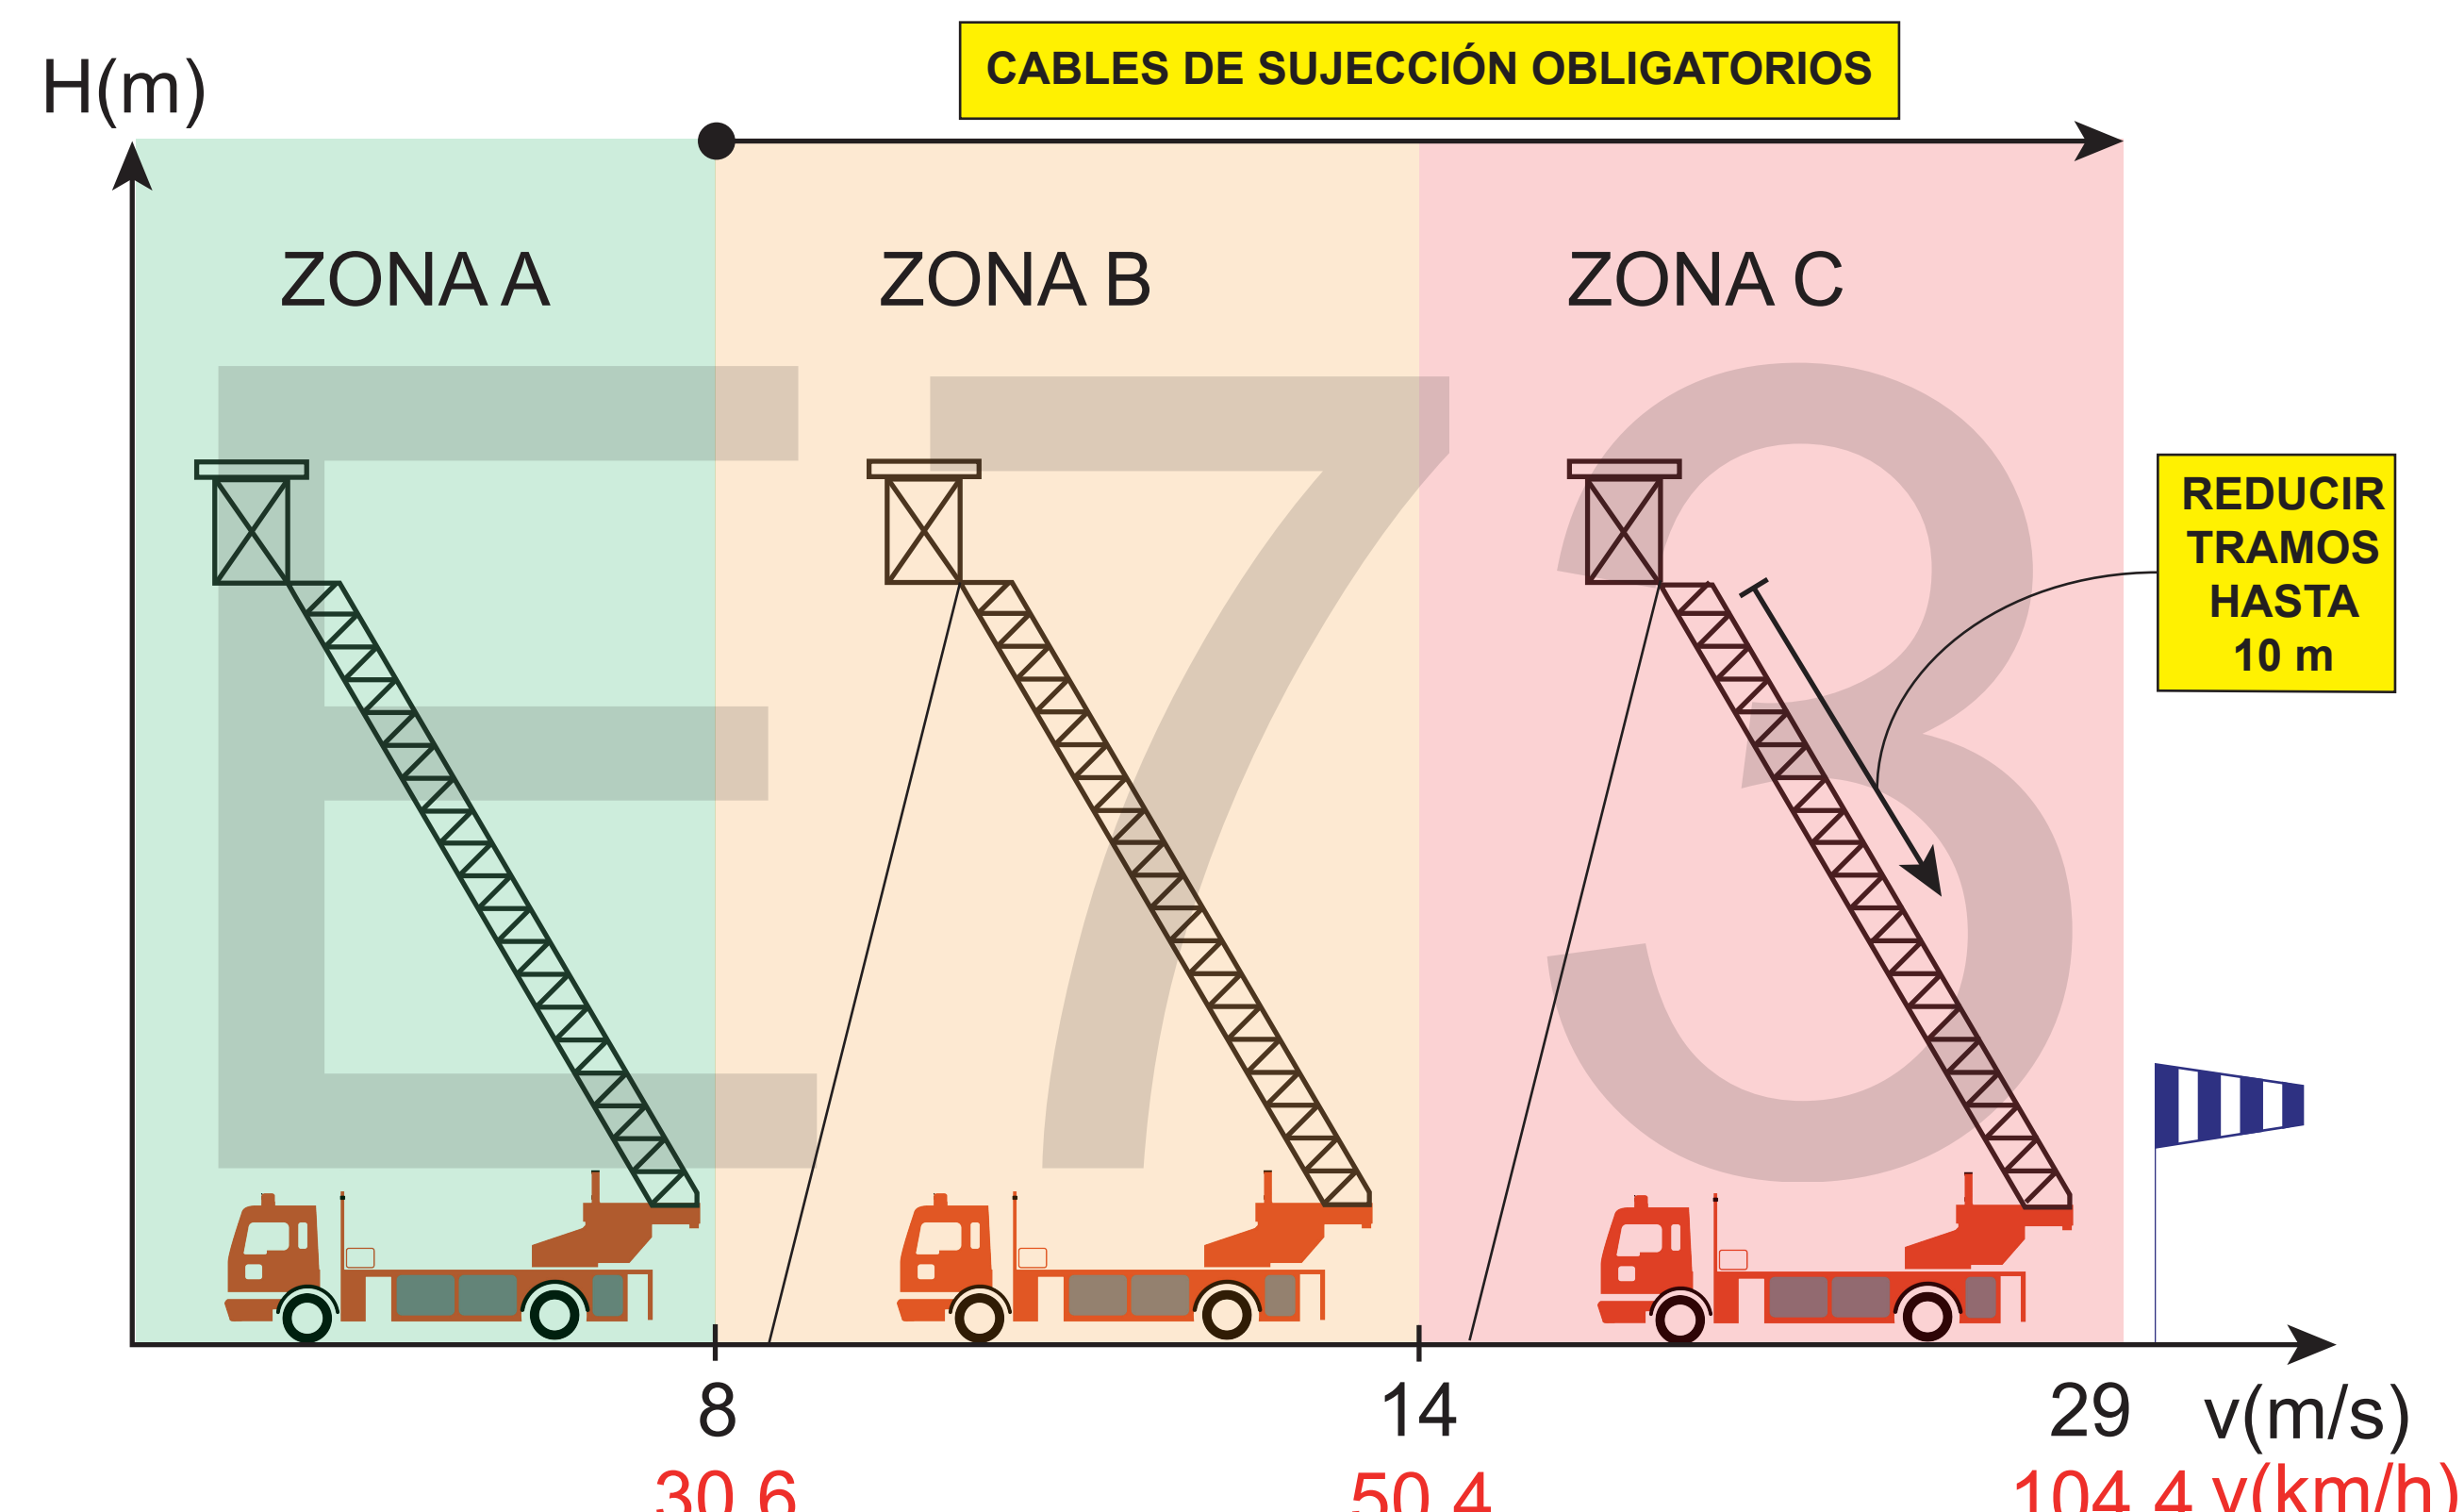 CABLES DE SUJECCIÓN OBLIGATORIOS
H(m)
ZONA A
ZONA B
ZONA C
E73
REDUCIR
TRAMOS
HASTA
10 m
8
14
29
v(m/s)
30.6
50.4
104.4
v(km/h)